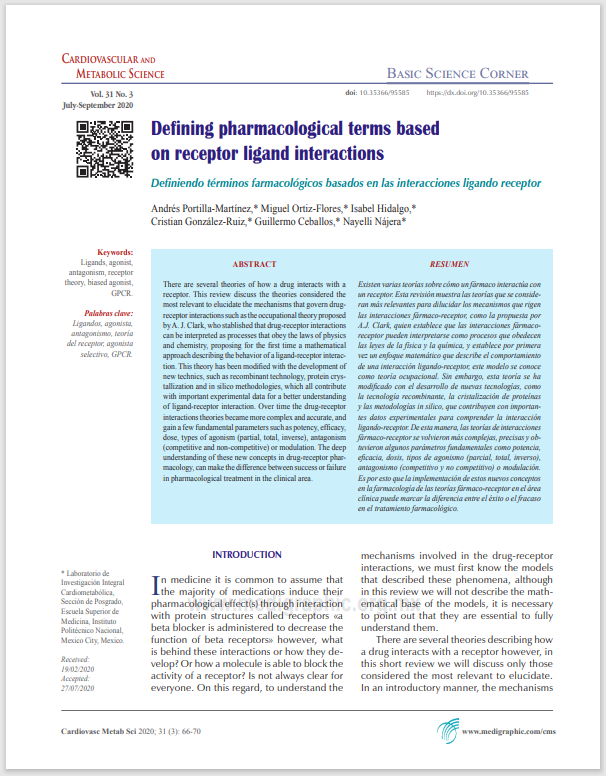 CARDIOVASCULAR AND
METABOLIC SCIENCE
BASIC SCIENCE CORNER
Vol. 31 No. 3
July-September 2020
doi: 10.35366/95585
https://dx.doi.org/10.35366/95585
Defining pharmacological terms based
on receptor ligand interactions
Definiendo términos farmacológicos basados en las interacciones ligando receptor
Andrés Portilla-Martínez,* Miguel Ortiz-Flores,* Isabel Hidalgo,*
Cristian González-Ruiz,* Guillermo Ceballos,* Nayelli Nájera*
Keywords:
Ligands, agonist,
antagonism, receptor
theory, biased agonist,
GPCR.
Palabras clave:
Ligandos, agonista,
antagonismo, teoría
del receptor, agonista
selectivo, GPCR.
ABSTRACT
There are several theories of how a drug interacts with a
receptor. This review discuss the theories considered the
most relevant to elucidate the mechanisms that govern drug-
receptor interactions such as the occupational theory proposed
by A. J. Clark, who stablished that drug-receptor interactions
can be interpreted as processes that obey the laws of physics
and chemistry, proposing for the first time a mathematical
approach describing the behavior of a ligand-receptor interac-
tion. This theory has been modified with the development of
new technics, such as recombinant technology, protein crys-
tallization and in silico methodologies, which all contribute
with important experimental data for a better understanding
of ligand-receptor interaction. Over time the drug-receptor
interactions theories became more complex and accurate, and
gain a few fundamental parameters such as potency, efficacy,
dose, types of agonism (partial, total, inverse), antagonism
(competitive and non-competitive) or modulation. The deep
understanding of these new concepts in drug-receptor phar-
macology, can make the difference between success or failure
in pharmacological treatment in the clinical area.
RESUMEN
Existen varias teorías sobre cómo un fármaco interactúa con
un receptor. Esta revisión muestra las teorías que se conside-
ran más relevantes para dilucidar los mecanismos que rigen
las interacciones fármaco-receptor, como la propuesta por
A.J. Clark, quien establece que las interacciones fármaco-
receptor pueden interpretarse como procesos que obedecen
las leyes de la física y la química, y establece por primera
vez un enfoque matemático que describe el comportamiento
de una interacción ligando-receptor, este modelo se conoce
como teoría ocupacional. Sin embargo, esta teoría se ha
modificado con el desarrollo de nuevas tecnologías, como
la tecnología recombinante, la cristalización de proteínas
y las metodologías in silico, que contribuyen con importan-
tes datos experimentales para comprender la interacción
ligando-receptor. De esta manera, las teorías de interacciones
fármaco-receptor se volvieron más complejas, precisas y ob-
tuvieron algunos parámetros fundamentales como potencia,
eficacia, dosis, tipos de agonismo (parcial, total, inverso),
antagonismo (competitivo y no competitivo) o modulación.
Es por esto que la implementación de estos nuevos conceptos
en la farmacología de las teorías fármaco-receptor en el área
clínica puede marcar la diferencia entre el éxito o el fracaso
en el tratamiento farmacológico.
* Laboratorio de
Investigación Integral
Cardiometabólica,
Sección de Posgrado,
Escuela Superior de
Medicina, Instituto
Politécnico Nacional,
Mexico City, Mexico.
Received:
19/02/2020
Accepted:
27/07/2020
INTRODUCTION
In medicine it is common to assume that
the majority of medication induce their
pharmacological effect(s) through interaction
with protein structures called receptors «a
beta blocker is administered to decrease the
function of beta receptors» however, what
is behind these interactions or how they de-
velop? Or how a molecule is able to block the
activity of a receptor? Is not always clear for
everyone. On this regard, to understand the
mechanisms involved in the drug-receptor
interactions, we must first know the models
that described these phenomena, although
in this review we will not describe the math-
ematical base of the models, it is necessary
to point out that they are essential to fully
understand them.
There are several theories describing how
a drug interacts with a receptor however, in
this short review we will discuss only those
considered the most relevant to elucidate.
In an introductory manner, the mechanisms
www.medigraphic.org.mx
Cardiovasc Metab Sci 2020; 31 (3): 66-70
www.medigraphic.com/cms